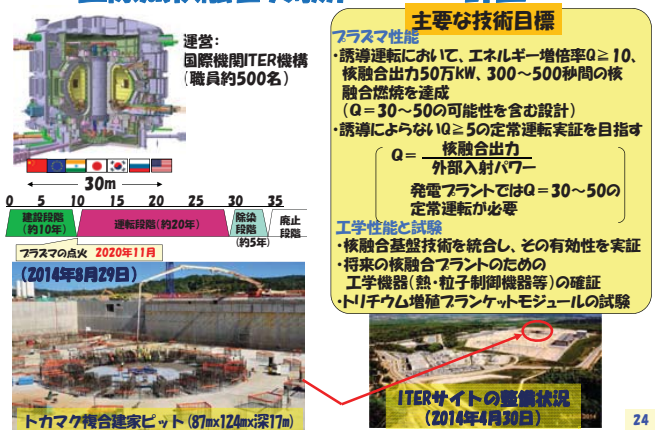 主要な技術目標
運営:
国際機関ITER機構
(職員約500名)
30m
0 5 10 15 20 25 30 35
建設段階
(約10年)
運転段階(約20年)
除染
段階
(約5年)
廃止
段階
プラズマの点火 2020年11月
(2014年8月29日)
トカマク複合建家ピット(87mx124mx深17m)
プラズマ性能
・誘導運転において、エネルギー増倍率Q≧10、
核融合出力50万kW、300~500秒間の核
融合燃焼を達成
(Q=30~50の可能性を含む設計)
・誘導によらないQ≧5の定常運転実証を目指す
Q= 核融合出力
外部入射パワー
発電プラントではQ=30~50の
定常運転が必要
工学性能と試験
・核融合基盤技術を統合し、その有効性を実証
・将来の核融合プラントのための
工学機器(熱・粒子制御機器等)の確証
・トリチウム増殖ブランケットモジュールの試験
ITERサイトの整備状況
(2014年4月30日)
24